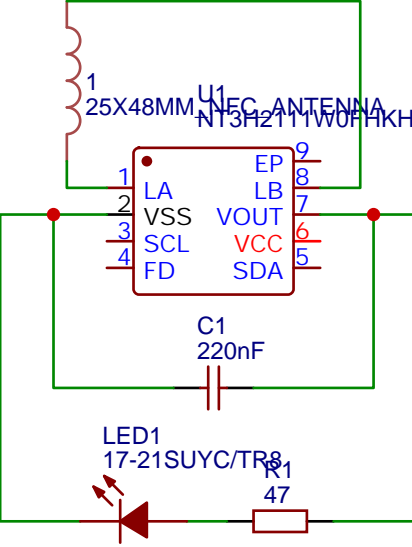 1
25X48MM_NFC_ANTENNA
U1
NT3H2111W0FHKH
1 LA
2 VSS
3 SCL
4 FD
EP 9
LB 8
VOUT 7
VCC 6
SDA 5
C1
220nF
LED1
17-21SUYC/TR8
R1
47